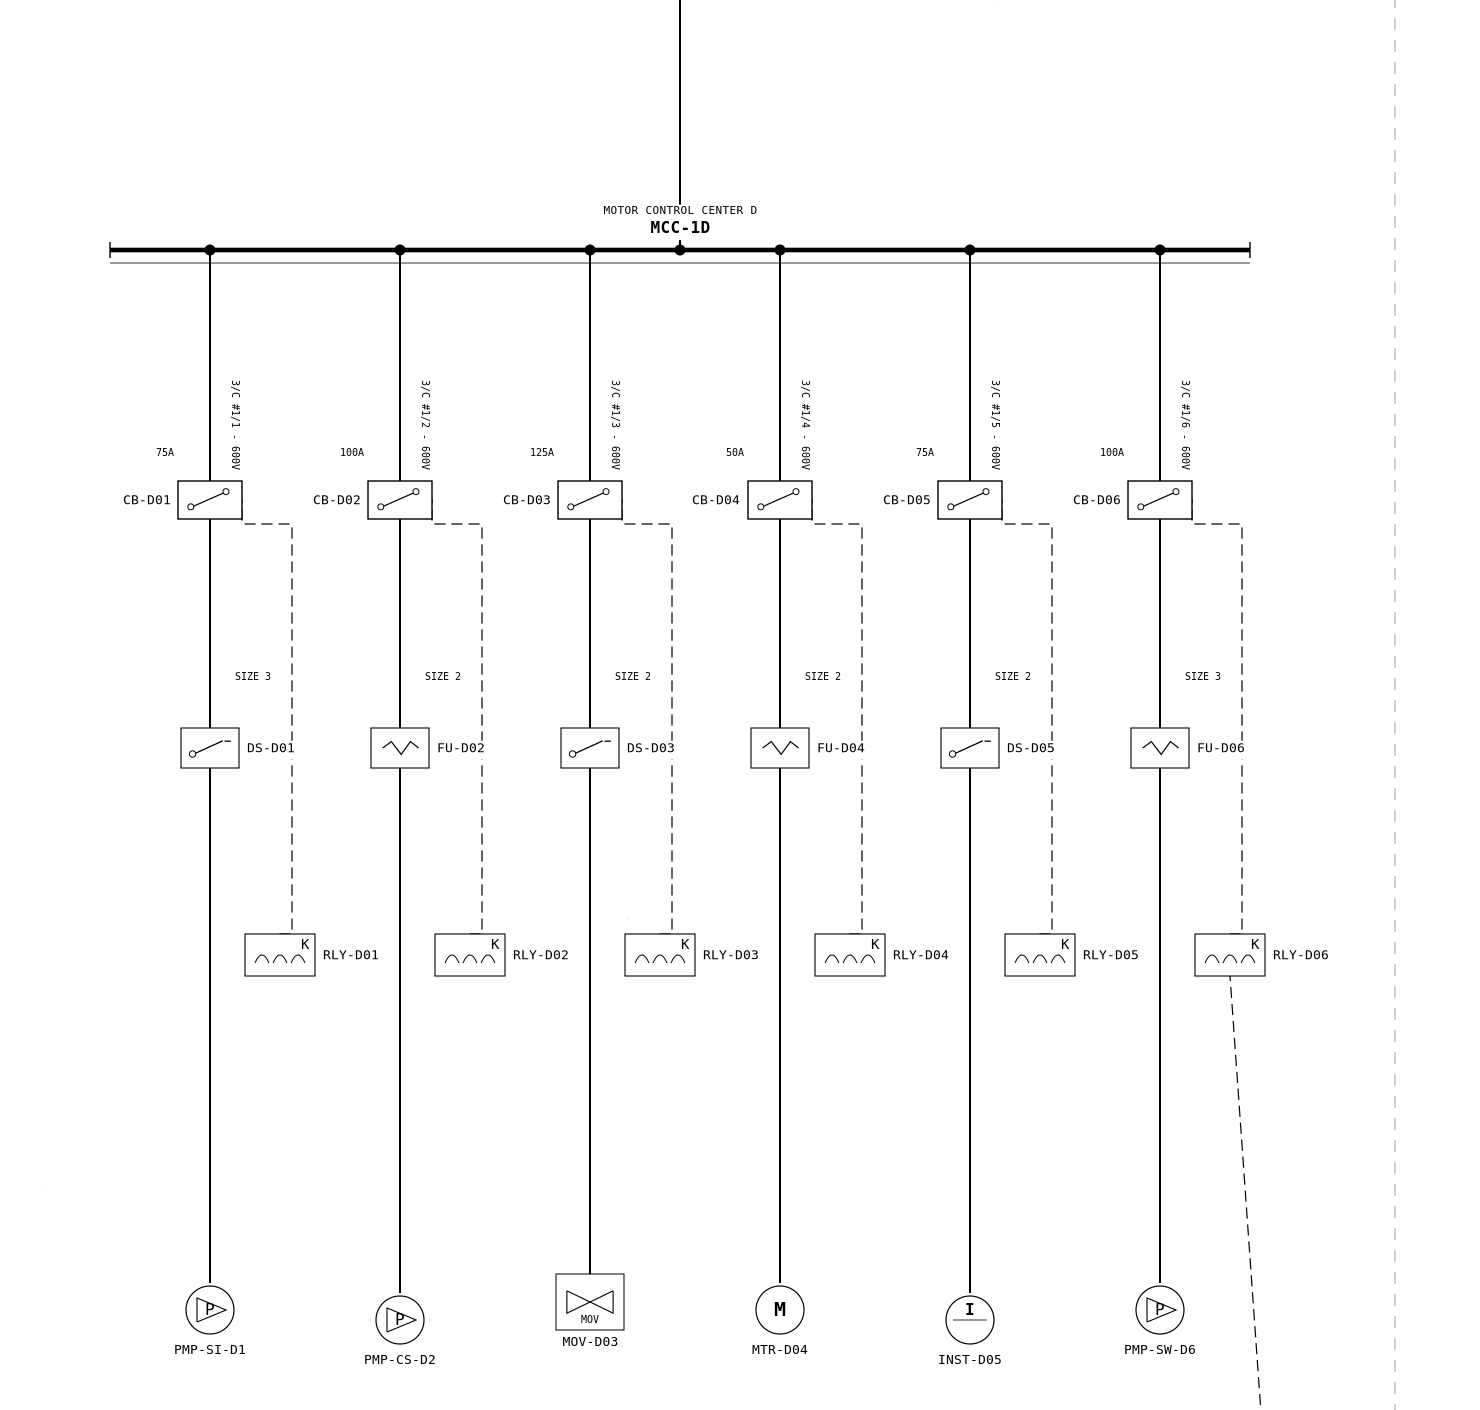 MOTOR CONTROL CENTER D
MCC-1D
3/C #1/1 - 600V
3/C #1/2 - 600V
3/C #1/3 - 600V
3/C #1/4 - 600V
3/C #1/5 - 600V
3/C #1/6 - 600V
75A
100A
125A
50A
75A
100A
CB-D01
CB-D02
CB-D03
CB-D04
CB-D05
CB-D06
SIZE 3
SIZE 2
SIZE 2
SIZE 2
SIZE 2
SIZE 3
DS-D01
FU-D02
DS-D03
FU-D04
DS-D05
FU-D06
K
RLY-D01
K
RLY-D02
K
RLY-D03
K
RLY-D04
K
RLY-D05
K
RLY-D06
P
PMP-SI-D1
P
PMP-CS-D2
MOV
MOV-D03
M
MTR-D04
I
INST-D05
P
PMP-SW-D6